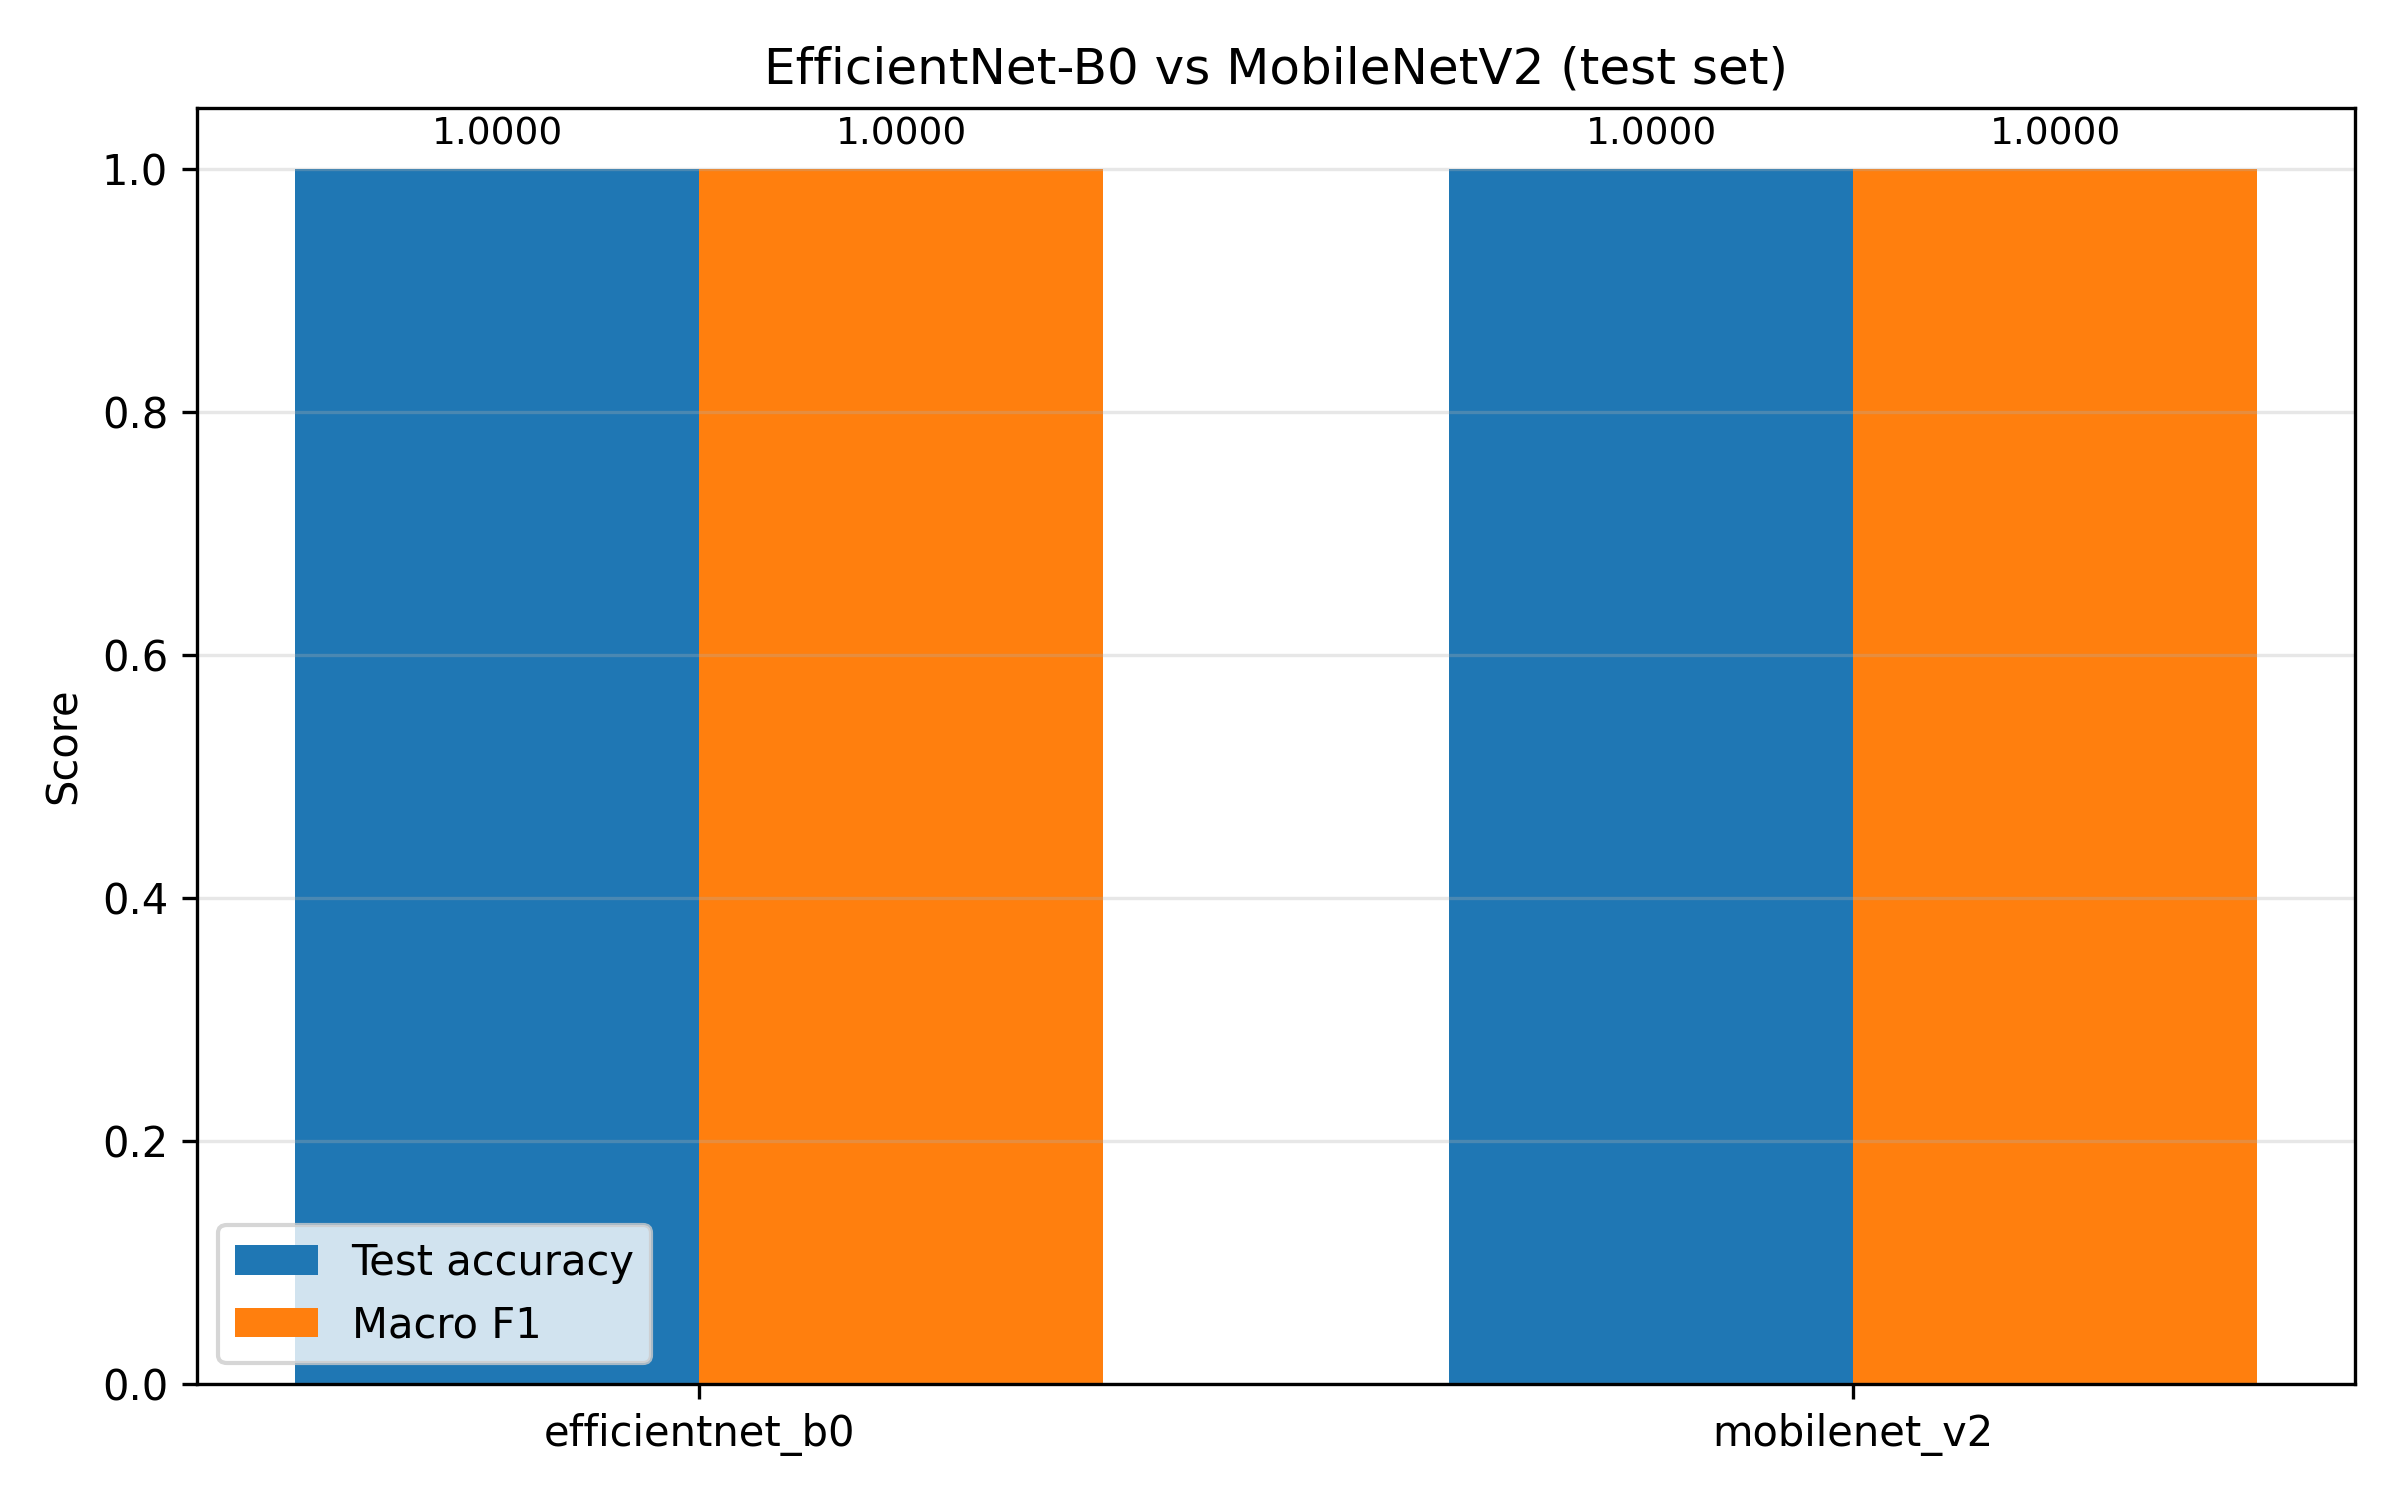 EfficientNet-B0 vs MobileNetV2 (test set)
1.0000 1.0000 1.0000 1.0000
1.0
0.8
0.6
0.4
0.2
0.0
Score
Test accuracy
Macro F1
efficientnet_b0 mobilenet_v2